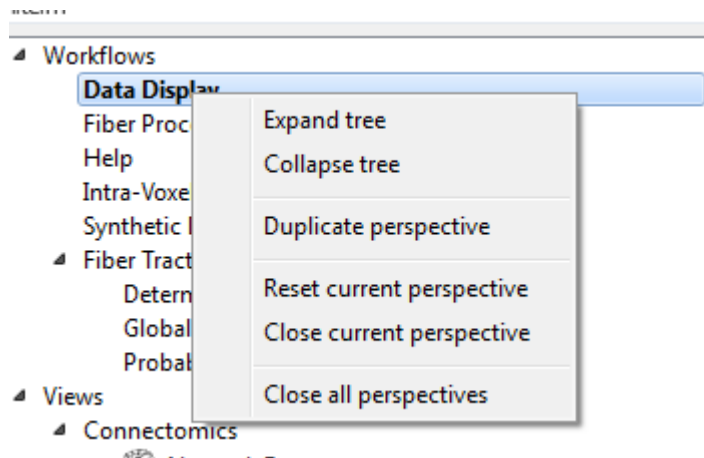 Workflows
Data Display
Expand tree
Fiber Proc
Help
Collapse tree
Intra-Voxe
Synthetic
Duplicate perspective
Fiber Tract
Determ
Reset current perspective
Global
Close current perspective
Probab
Views
Close all perspectives
Connectomics